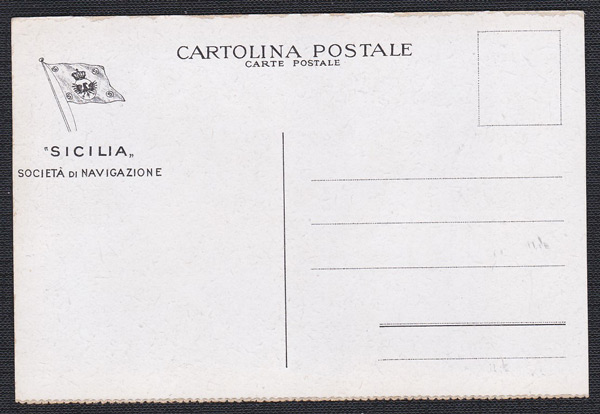 CARTOLINA POSTALE
CARTE POSTALE
"SICILIA„
SOCIETÀ DI NAVIGAZIONE